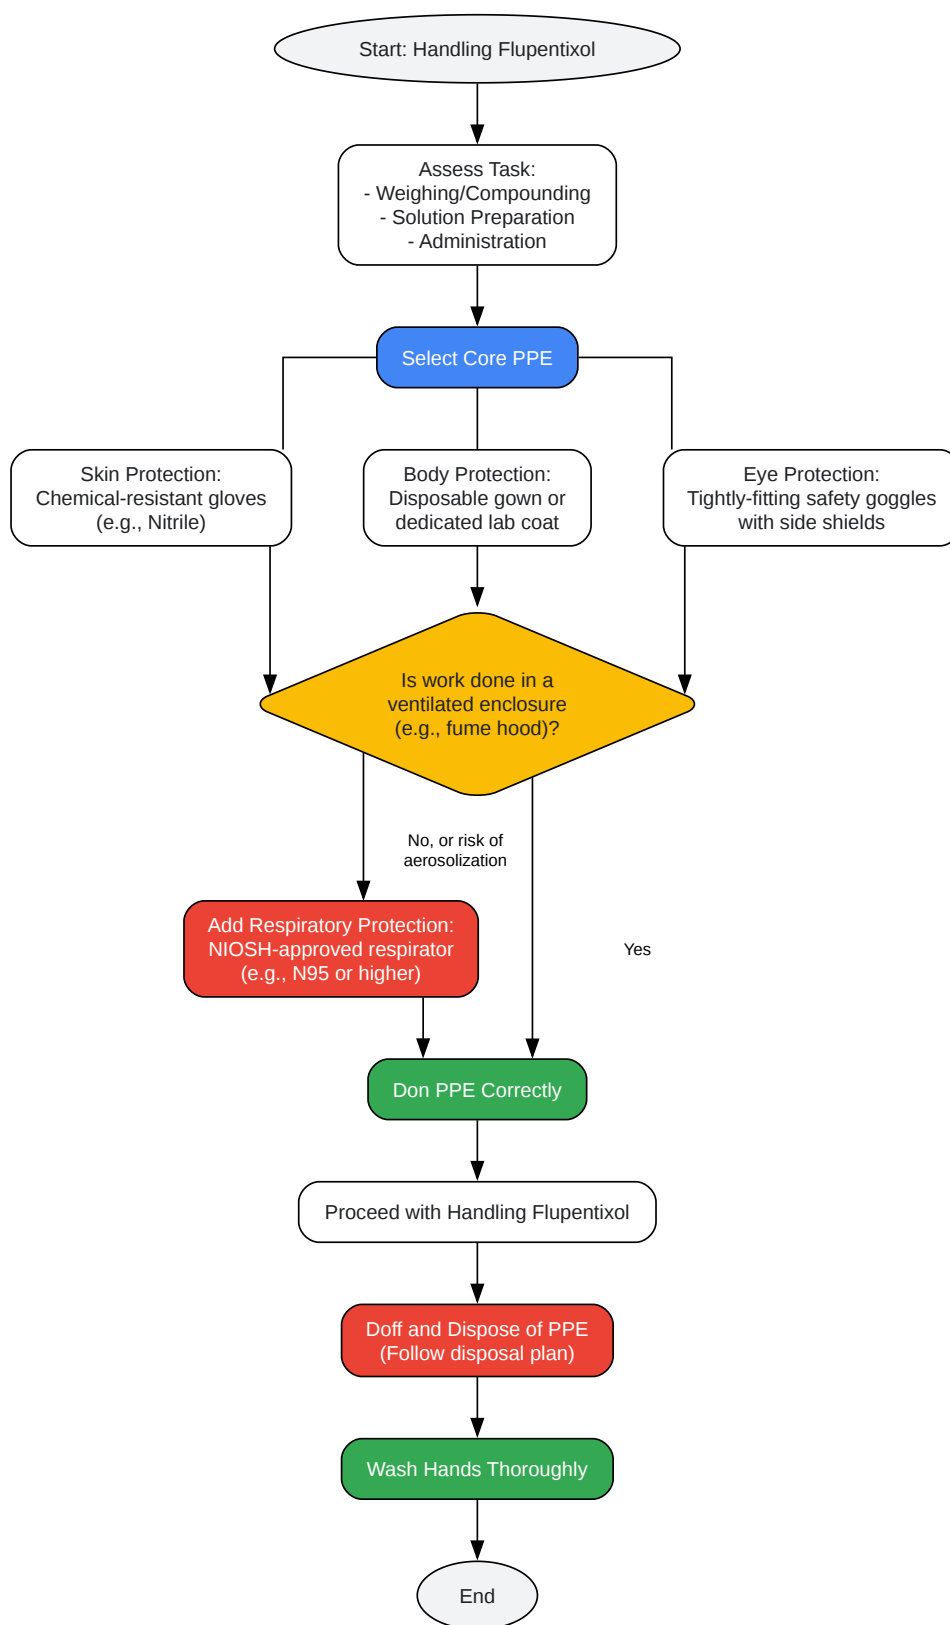 Start: Handling Flupentixol
Assess Task:
- Weighing/Compounding
- Solution Preparation
- Administration
Select Core PPE
Skin Protection:
Chemical-resistant gloves
(e.g., Nitrile)
Body Protection:
Disposable gown or
dedicated lab coat
Eye Protection:
Tightly-fitting safety goggles
with side shields
Is work done in a
ventilated enclosure
(e.g., fume hood)?
No, or risk of
aerosolization
Add Respiratory Protection:
NIOSH-approved respirator
(e.g., N95 or higher)
Yes
Don PPE Correctly
Proceed with Handling Flupentixol
Doff and Dispose of PPE
(Follow disposal plan)
Wash Hands Thoroughly
End